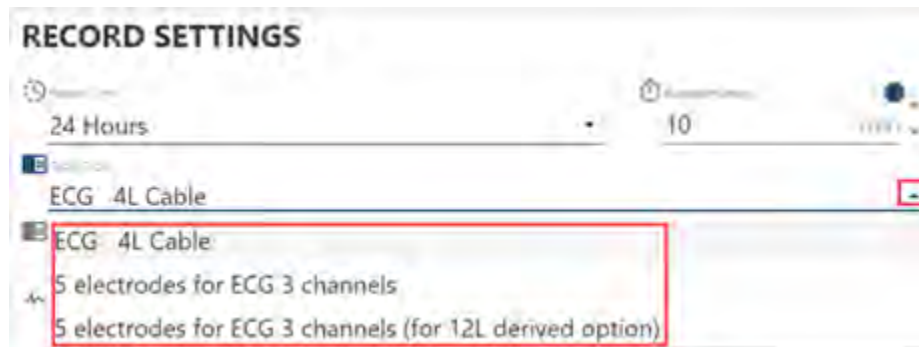 RECORD SETTINGS
24 Hours
10
ECG 4L Cable
ECG 4L Cable
5 electrodes for ECG 3 channels
5 electrodes for ECG 3 channels (for 12L derived option)